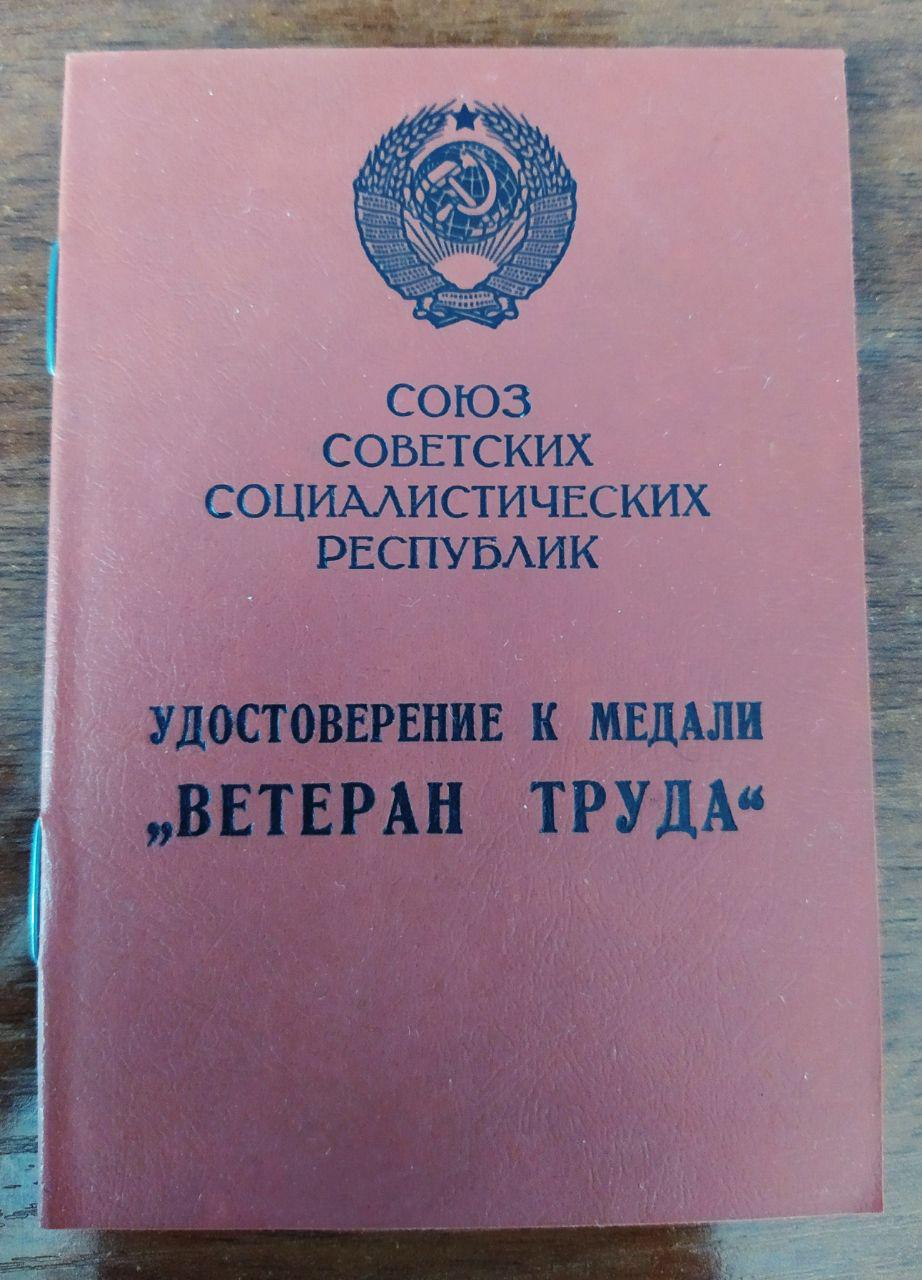 СОЮЗ
СОВЕТСКИХ
СОЦИАЛИСТИЧЕСКИХ
РЕСПУБЛИК
УДОСТОВЕРЕНИЕ К МЕДАЛИ
„ВЕТЕРАН ТРУДА“